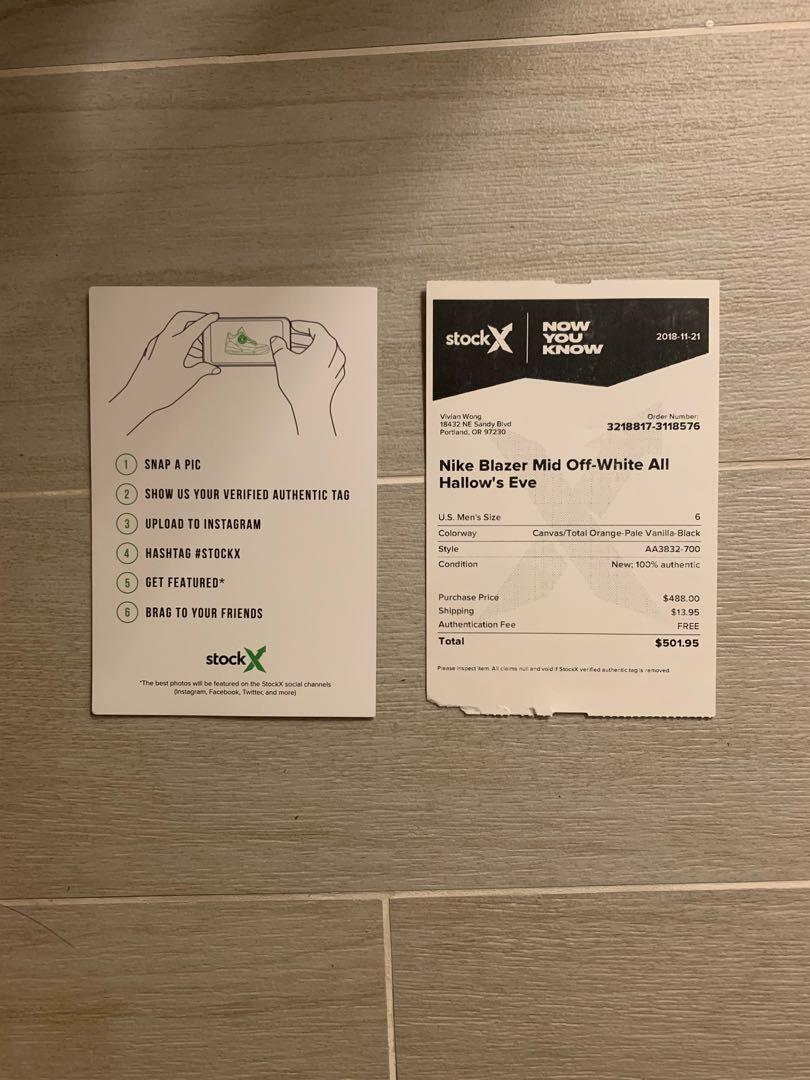 1 SNAP A PIC
2 SHOW US YOUR VERIFIED AUTHENTIC TAG
3 UPLOAD TO INSTAGRAM
4 HASHTAG #STOCKX
5 GET FEATURED*
6 BRAG TO YOUR FRIENDS
stockX
*The best photos will be featured on the StockX social channels
(Instagram, Facebook, Twitter, and more)
stockX
NOW
YOU
KNOW
2018-11-21
Vivian Wong
18432 NE Sandy Blvd
Portland, OR 97230
Order Number:
3218817-3118576
Nike Blazer Mid Off-White All
Hallow's Eve
U.S. Men's Size 6
Colorway Canvas/Total Orange-Pale Vanilla-Black
Style AA3832-700
Condition New; 100% authentic
Purchase Price $488.00
Shipping $13.95
Authentication Fee FREE
Total $501.95
Please inspect item. All claims null and void if StockX verified authentic tag is removed.